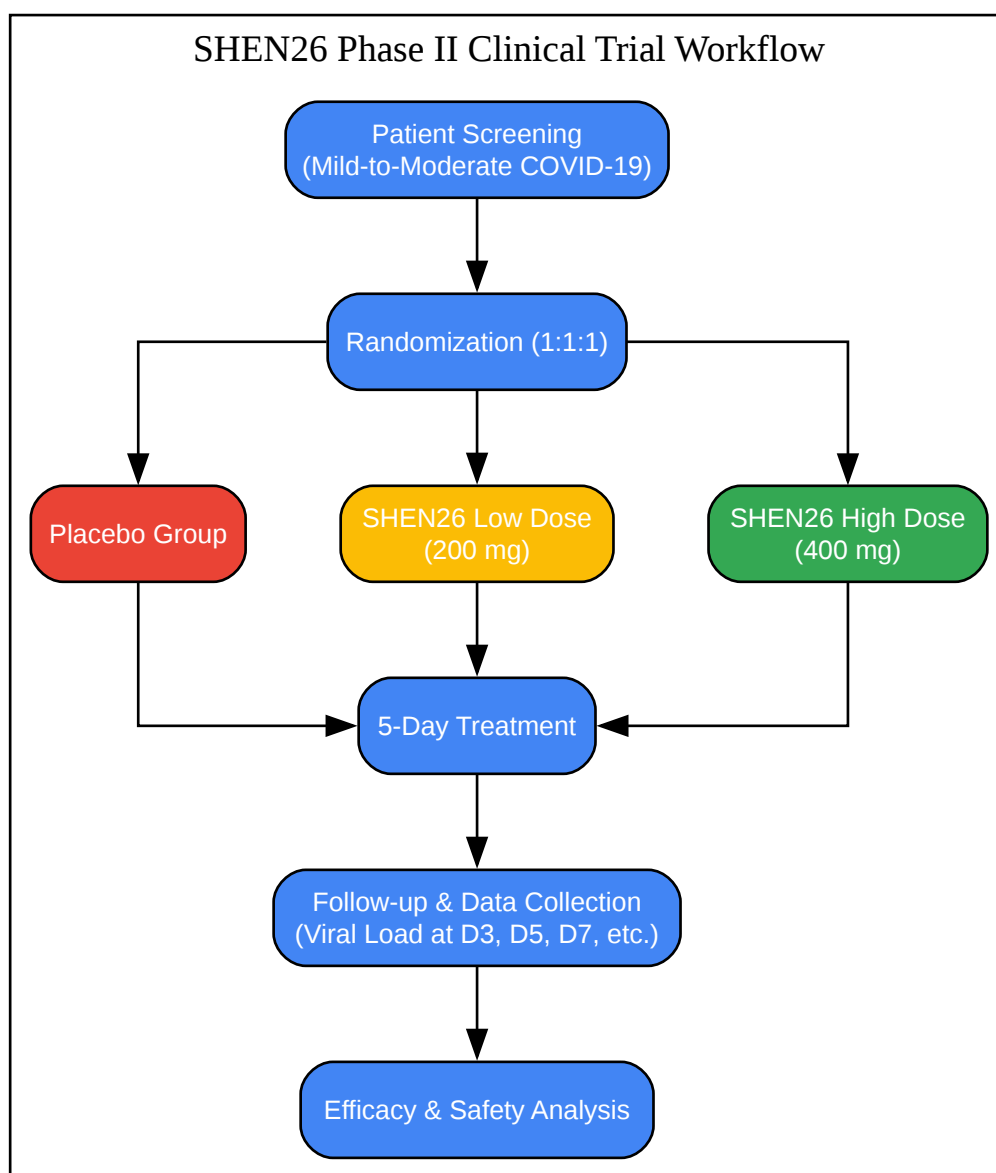 SHEN26 Phase II Clinical Trial Workflow
Patient Screening
(Mild-to-Moderate COVID-19)
Randomization (1:1:1)
Placebo Group
SHEN26 Low Dose
(200 mg)
SHEN26 High Dose
(400 mg)
5-Day Treatment
Follow-up & Data Collection
(Viral Load at D3, D5, D7, etc.)
Efficacy & Safety Analysis